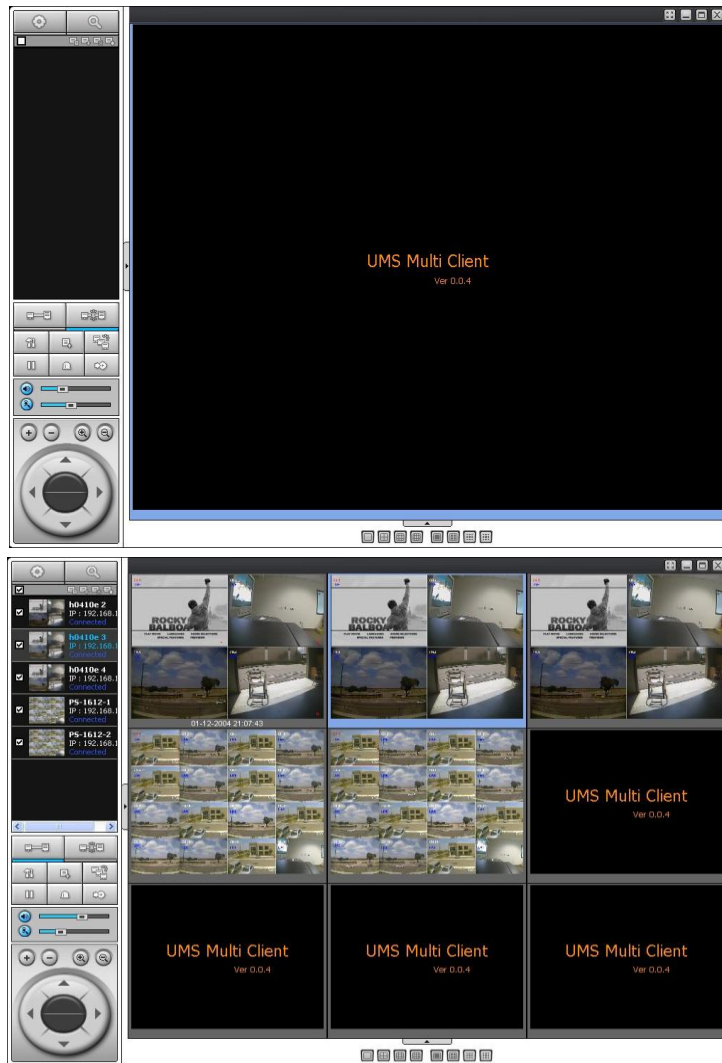 UMS Multi Client
Ver 0.0.4
h0410e 2
IP : 192.168.1
Connected
h0410e 3
IP : 192.168.1
Connected
h0410e 4
IP : 192.168.1
Connected
PS-1612-1
IP : 192.168.1
Connected
PS-1612-2
IP : 192.168.1
Connected
ROCKY BALBOA
ROCKY BALBOA
ROCKY BALBOA
01-12-2004 21:07:43
UMS Multi Client
Ver 0.0.4
UMS Multi Client
Ver 0.0.4
UMS Multi Client
Ver 0.0.4
UMS Multi Client
Ver 0.0.4